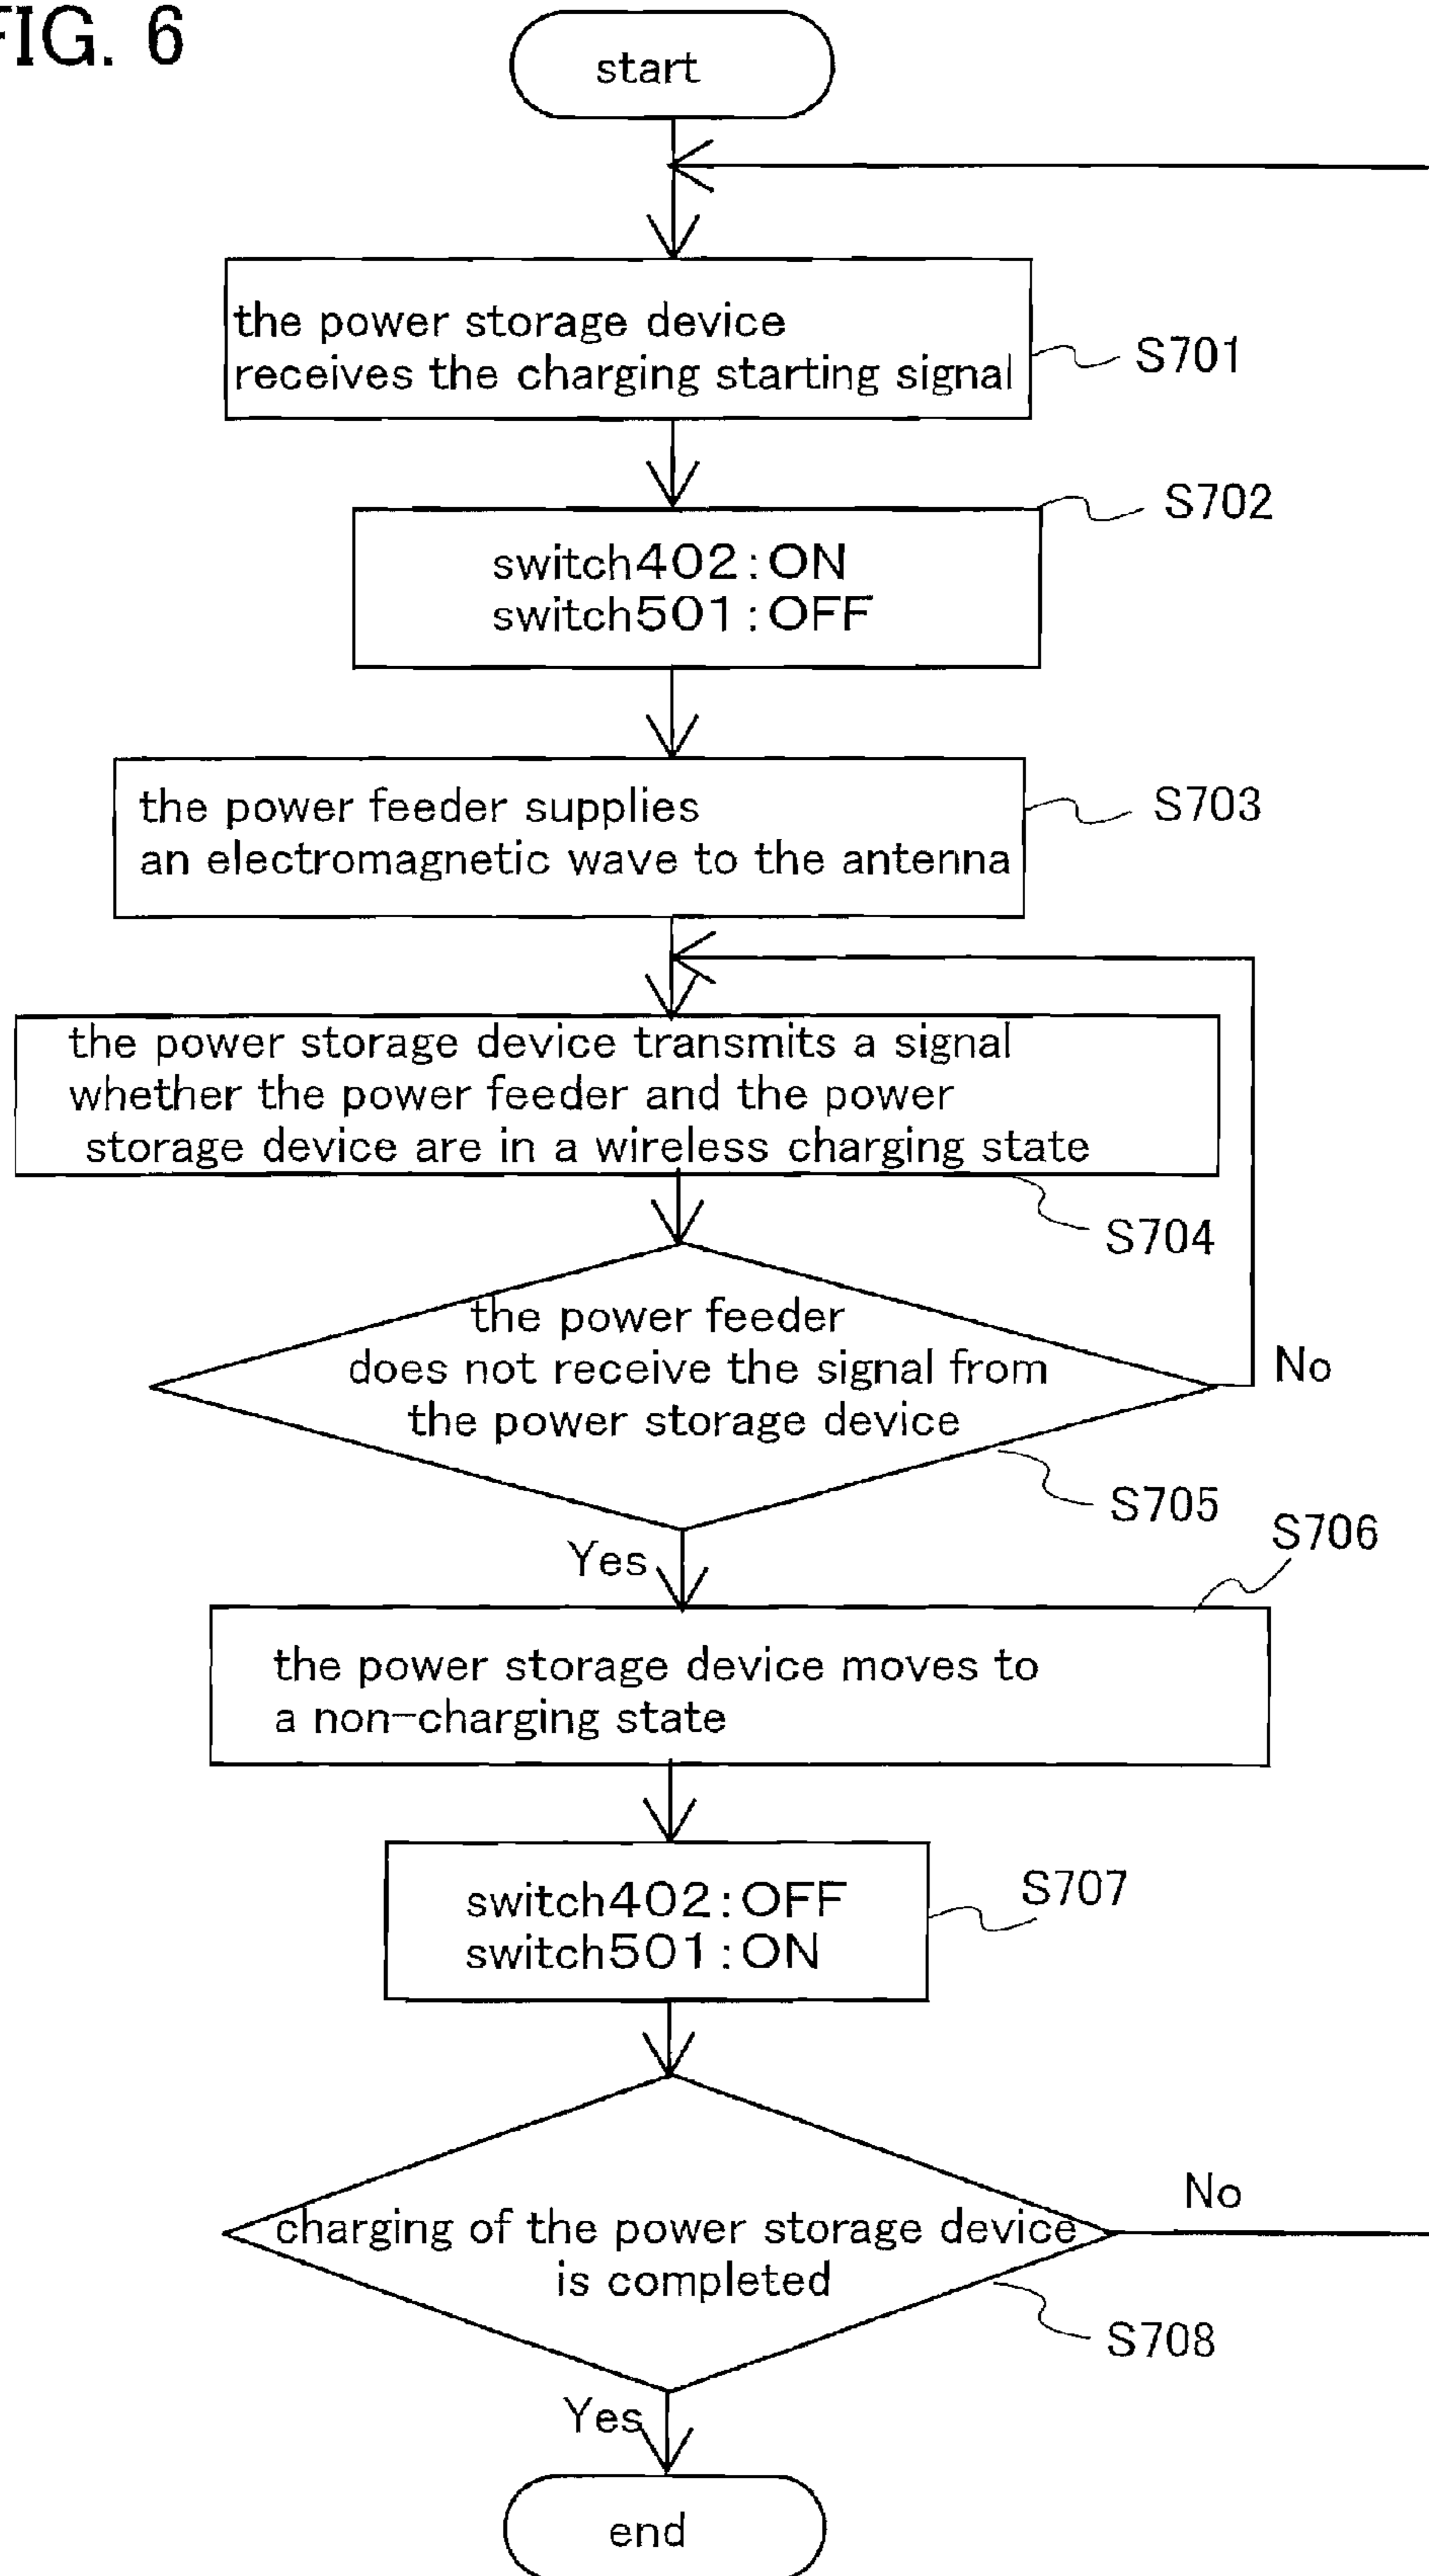 FIG. 6
start
the power storage device
receives the charging starting signal
S701
S702
switch402:ON
switch501:OFF
the power feeder supplies
an electromagnetic wave to the antenna
S703
the power storage device transmits a signal
whether the power feeder and the power
storage device are in a wireless charging state
S704
the power feeder
does not receive the signal from
the power storage device
No
S705
Yes
S706
the power storage device moves to
a non-charging state
switch402:OFF
switch501:ON
S707
No
charging of the power storage device
is completed
S708
Yes
end